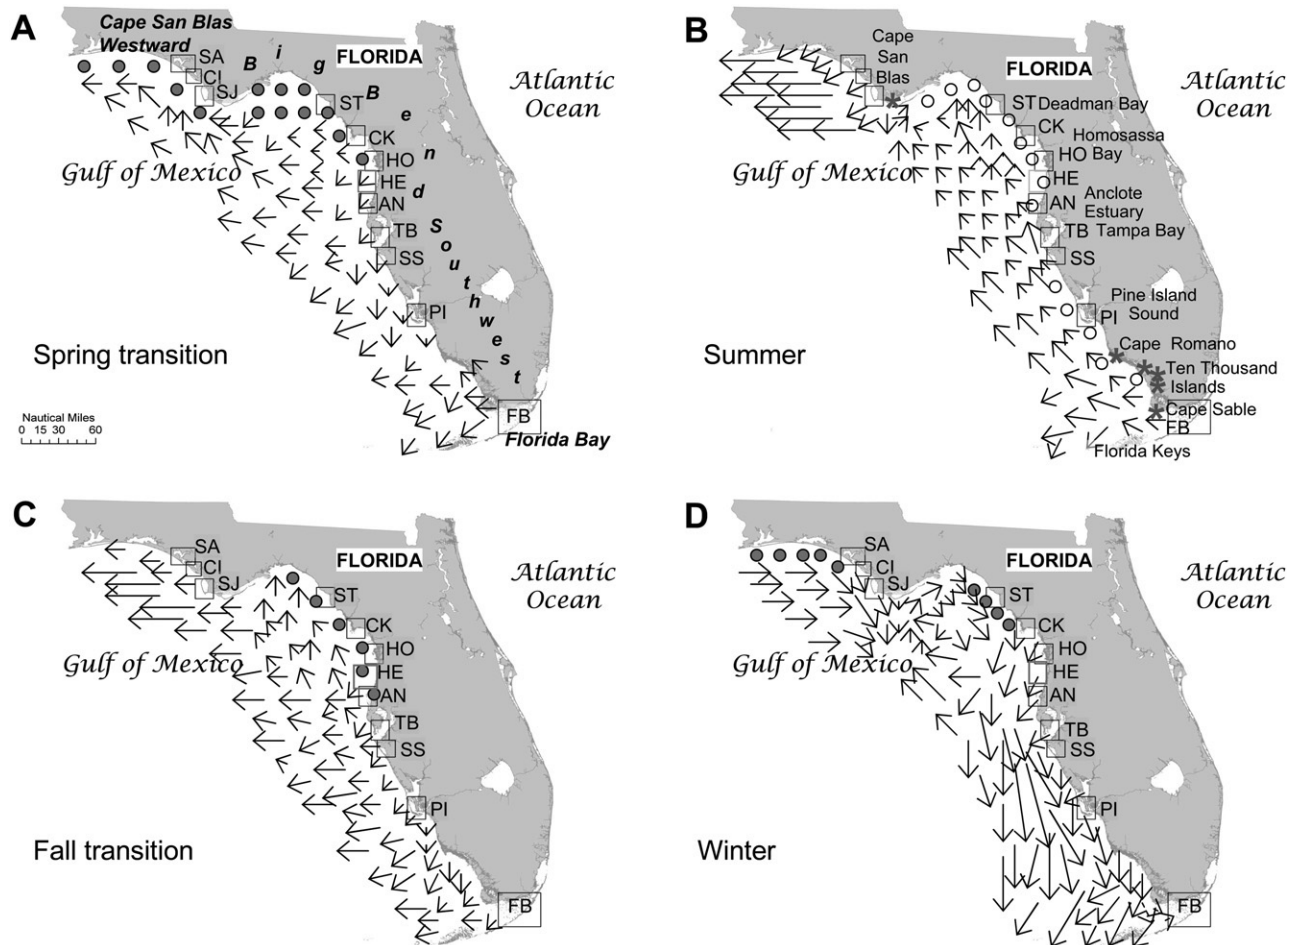 A
Cape San Blas
Westward
SA
CI
SJ
Big Bend Southwest
FLORIDA
Atlantic
Ocean
ST
CK
HO
HE
AN
TB
SS
PI
FB
Florida Bay
Gulf of Mexico
Spring transition
Nautical Miles
0 15 30 60
B
Cape
San
Blas
FLORIDA
Atlantic
Ocean
ST Deadman Bay
CK
Homosassa
HO Bay
HE
AN Anclote
Estuary
TB Tampa Bay
SS
Pine Island
PI Sound
Cape Romano
Ten Thousand
Islands
Cape Sable
FB
Florida Keys
Gulf of Mexico
Summer
C
SA
CI
SJ
FLORIDA
Atlantic
Ocean
ST
CK
HO
HE
AN
TB
SS
PI
FB
Gulf of Mexico
Fall transition
D
SA
CI
SJ
FLORIDA
Atlantic
Ocean
ST
CK
HO
HE
AN
TB
SS
PI
FB
Gulf of Mexico
Winter